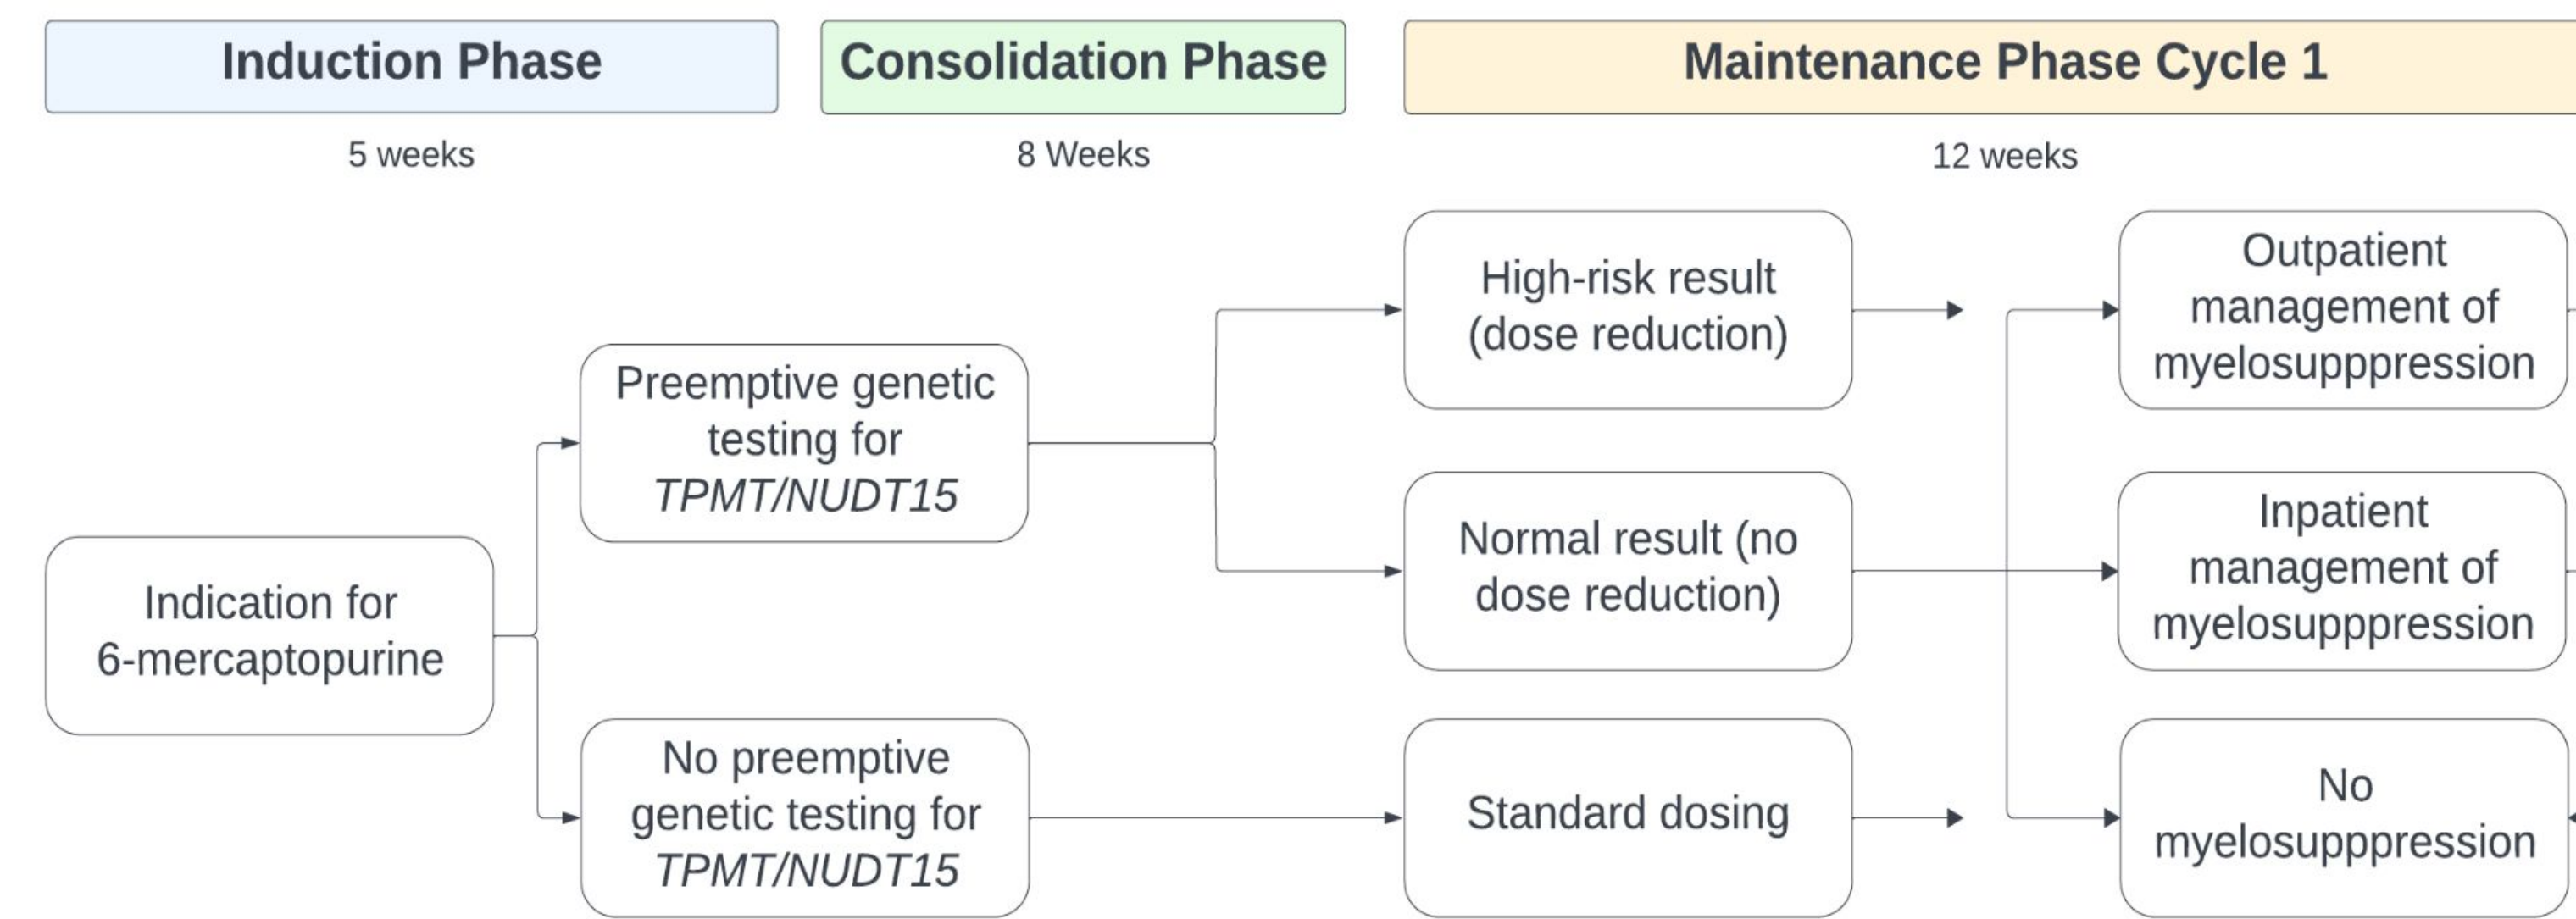 Induction Phase
Consolidation Phase
Maintenance Phase Cycle 1
5 weeks
8 Weeks
12 weeks
Indication for
6-mercaptopurine
Preemptive genetic
testing for
TPMT/NUDT15
No preemptive
genetic testing for
TPMT/NUDT15
High-risk result
(dose reduction)
Normal result (no
dose reduction)
Standard dosing
Outpatient
management of
myelosupppression
Inpatient
management of
myelosupppression
No
myelosupppression